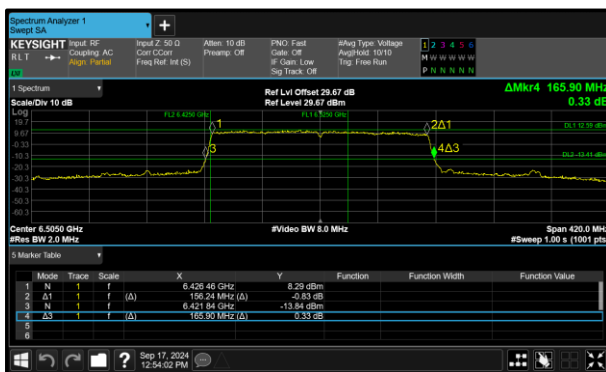 Spectrum Analyzer 1
Swept SA
+
KEYSIGHT Input: RF Input Z: 50 Ω Atten: 10 dB PNO: Fast #Avg Type: Voltage 1 2 3 4 5 6
RLT Coupling: AC Corr CCorr Preamp: Off Gate: Off Avg|Hold: 10/10 M W W W W W
Align: Partial Freq Ref: Int (S) IF Gain: Low Trig: Free Run
Sig Track: Off P N N N N N
1 Spectrum Ref Lvl Offset 29.67 dB ΔMkr4 165.90 MHz
Scale/Div 10 dB Ref Level 29.67 dBm 0.33 dB
Log
19.7 FL2 6.4250 GHz
9.67 1 2Δ1 DL1 12.59 dBm
-0.33
-10.3 3 4Δ3 DL2 -13.41 dBm
-20.3
-30.3
-40.3
-50.3
-60.3
Center 6.5050 GHz #Video BW 8.0 MHz Span 420.0 MHz
#Res BW 2.0 MHz #Sweep 1.00 s (1001 pts)
5 Marker Table
Mode Trace Scale X Y Function Function Width Function Value
1 N 1 f 6.426 46 GHz 8.29 dBm
2 Δ1 1 f (Δ) 156.24 MHz (Δ) -0.83 dB
3 N 1 f 6.421 84 GHz -13.84 dBm
4 Δ3 1 f (Δ) 165.90 MHz (Δ) 0.33 dB
5
6
?
Sep 17, 2024
12:54:02 PM